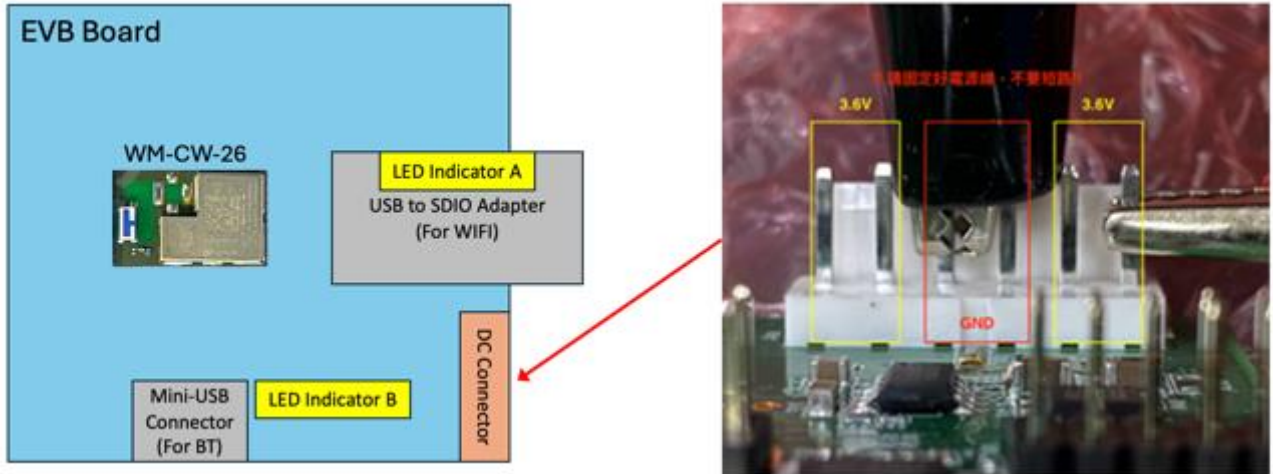 EVB Board
WM-CW-26
LED Indicator A
USB to SDIO Adapter
(For WIFI)
DC Connector
Mini-USB
Connector
(For BT)
LED Indicator B
請固定好電源線,不要短路!!
3.6V
3.6V
GND